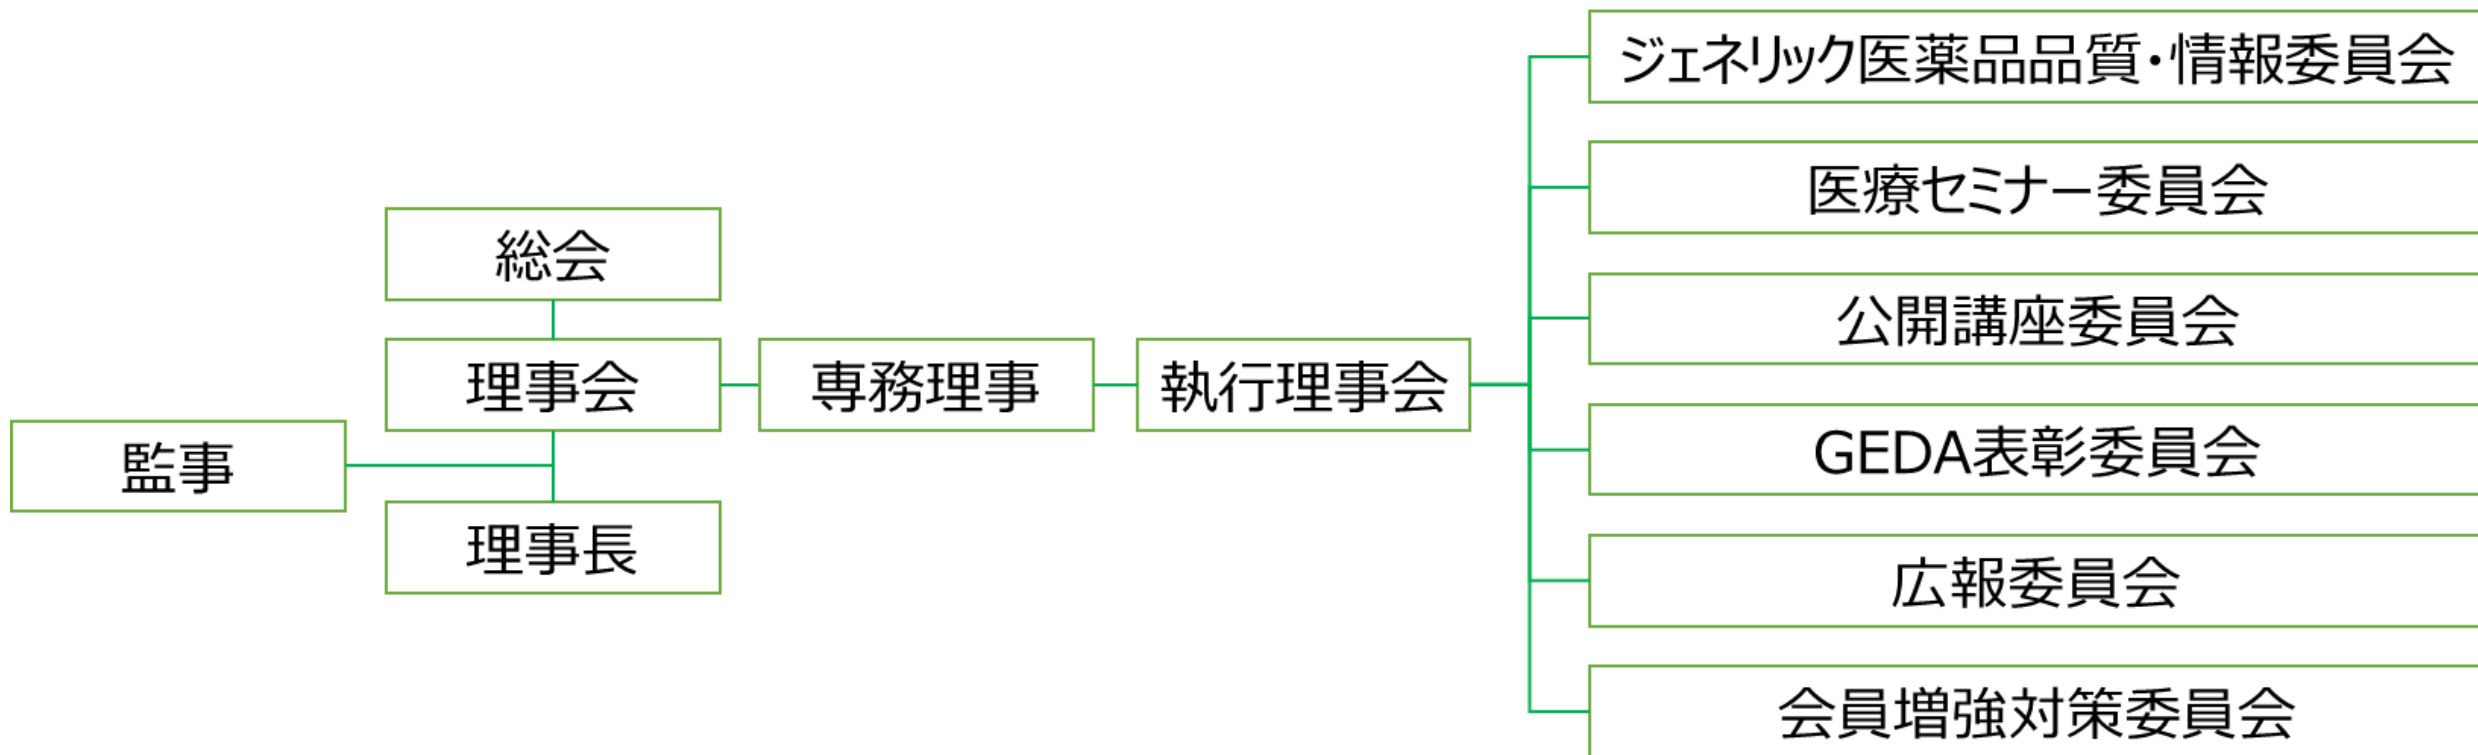 総会
理事会
監事
理事長
専務理事
執行理事会
ジェネリック医薬品品質・情報委員会
医療セミナー委員会
公開講座委員会
GEDA表彰委員会
広報委員会
会員増強対策委員会